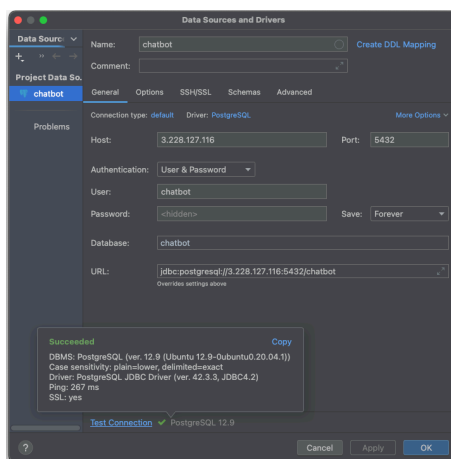 Data Sources and Drivers
Data Sourc
Name: chatbot Create DDL Mapping
Comment:
Project Data So.
chatbot
Problems
General Options SSH/SSL Schemas Advanced
Connection type: default Driver: PostgreSQL More Options
Host: 3.228.127.116 Port: 5432
Authentication: User & Password
User: chatbot
Password: <hidden> Save: Forever
Database: chatbot
URL: jdbc:postgresql://3.228.127.116:5432/chatbot
Overrides settings above
Succeeded Copy
DBMS: PostgreSQL (ver. 12.9 (Ubuntu 12.9-0ubuntu0.20.04.1))
Case sensitivity: plain=lower, delimited=exact
Driver: PostgreSQL JDBC Driver (ver. 42.3.3, JDBC4.2)
Ping: 267 ms
SSL: yes
Test Connection ✔ PostgreSQL 12.9
? Cancel Apply OK